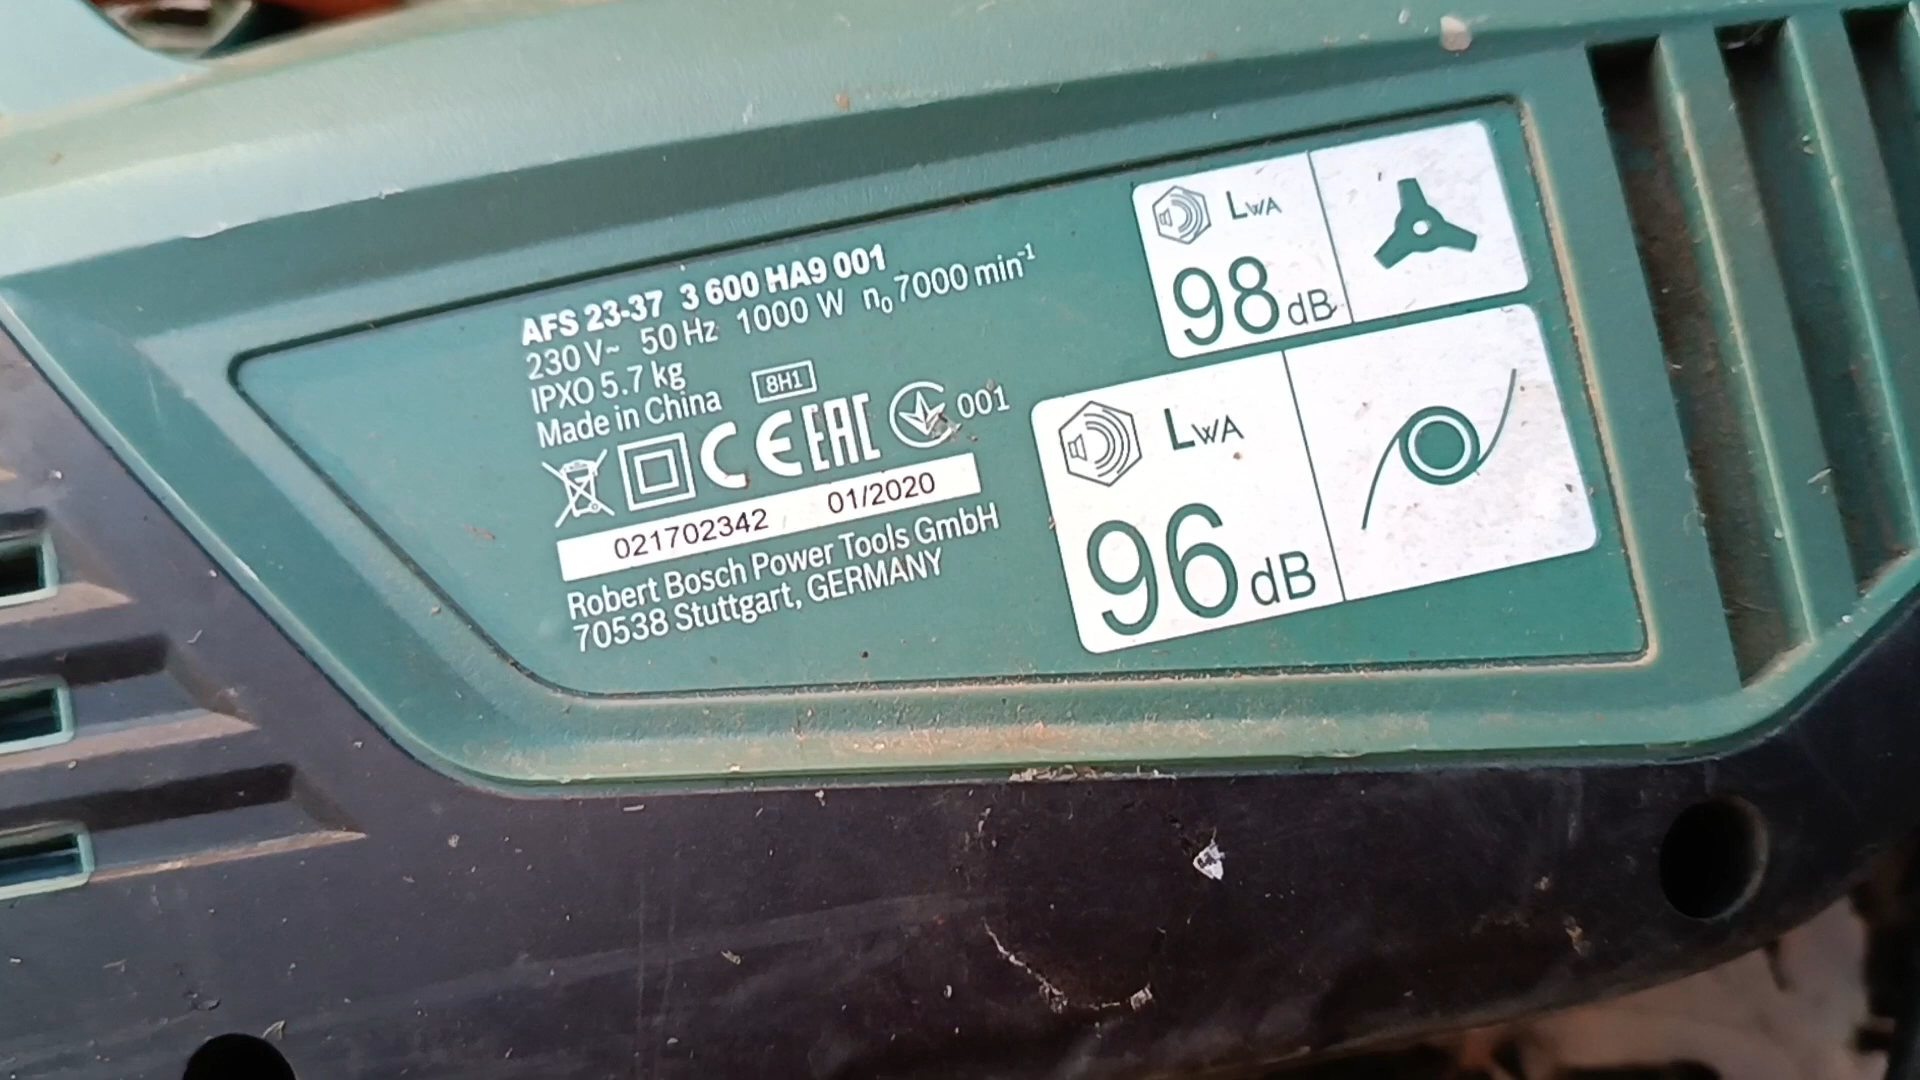 AFS 23-37 3 600 HA9 001
230 V~ 50 Hz 1000 W n₀ 7000 min⁻¹
IPX0 5.7 kg
Made in China 8H1
CE EAC 001
021702342 01/2020
Robert Bosch Power Tools GmbH
70538 Stuttgart, GERMANY
LWA
98 dB
LWA
96 dB